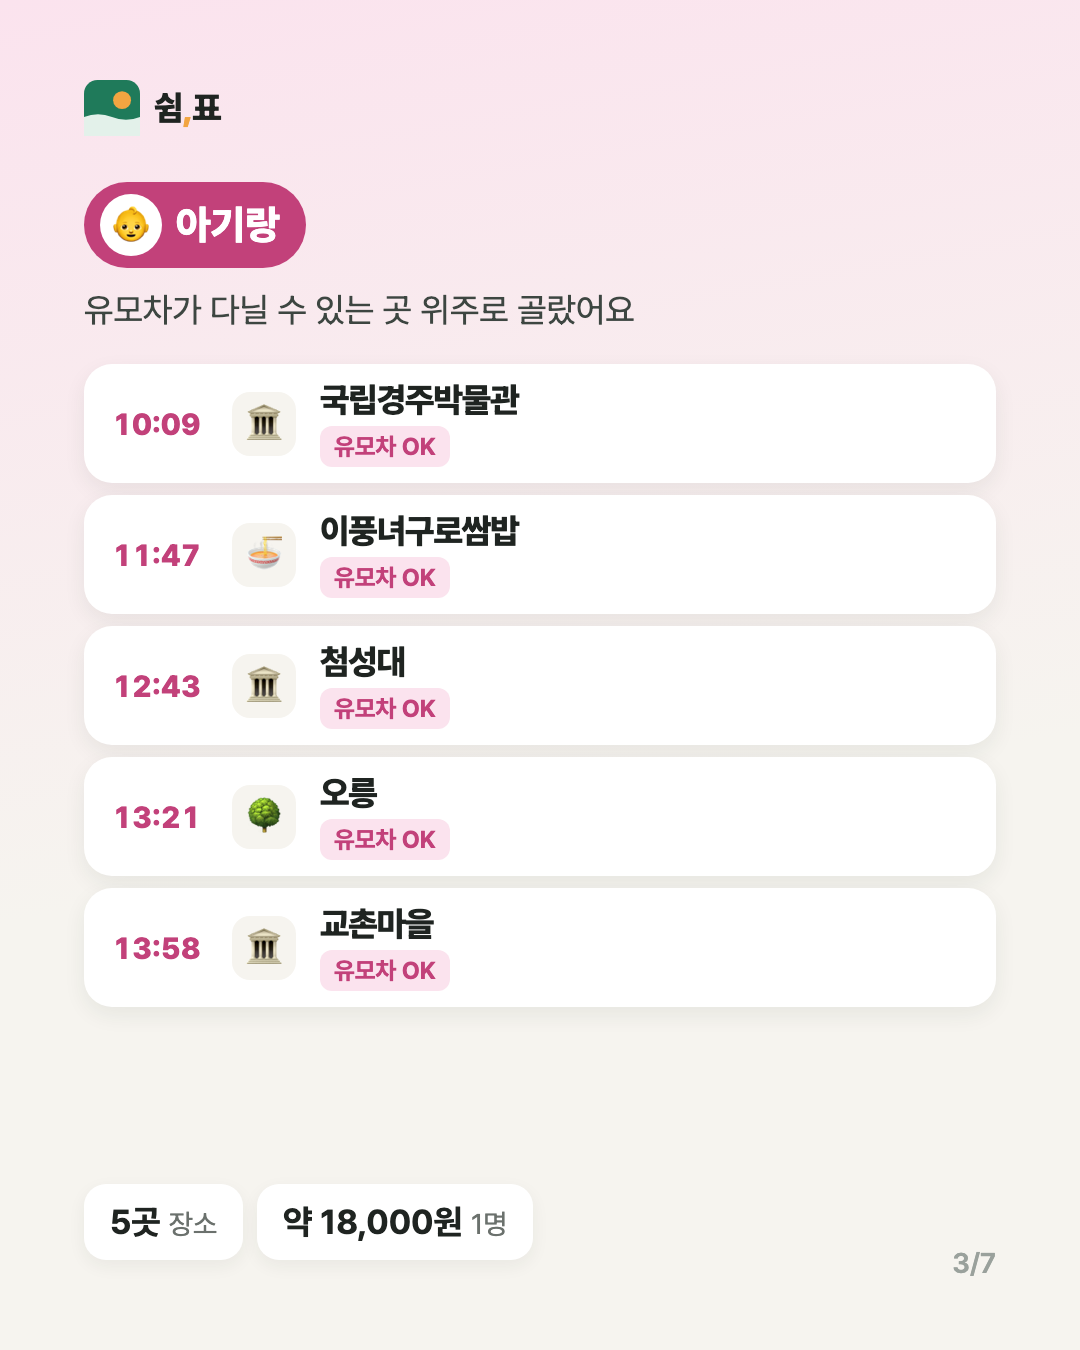 쉼,표
아기랑
유모차가 다닐 수 있는 곳 위주로 골랐어요
10:09
국립경주박물관
유모차 OK
11:47
이풍녀구로쌈밥
유모차 OK
12:43
첨성대
유모차 OK
13:21
오릉
유모차 OK
13:58
교촌마을
유모차 OK
5곳 장소
약 18,000원 1명
3/7